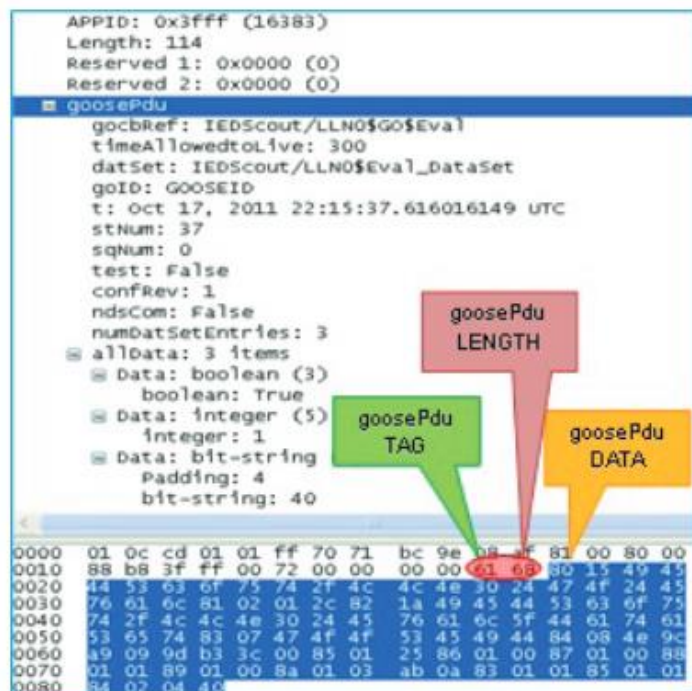 APPID: 0x3fff (16383)
Length: 114
Reserved 1: 0x0000 (0)
Reserved 2: 0x0000 (0)
goosePdu
gocbRef: IEDScout/LLN0$GO$Eval
timeAllowedtoLive: 300
datSet: IEDScout/LLN0$Eval_DataSet
goID: GOOSEID
t: Oct 17, 2011 22:15:37.616016149 UTC
stNum: 37
sqNum: 0
test: False
confRev: 1
ndsCom: False
numDatSetEntries: 3
allData: 3 items
Data: boolean (3)
boolean: True
Data: integer (5)
integer: 1
Data: bit-string
Padding: 4
bit-string: 40
goosePdu
LENGTH
goosePdu
TAG
goosePdu
DATA
0000 01 0c cd 01 01 ff 70 71 bc 9e 08 af 81 00 80 00
0010 88 b8 3f ff 00 72 00 00 00 00 61 68 80 15 49 45
0020 44 53 63 6f 75 74 2f 4c 4c 4e 30 24 47 4f 24 45
0030 76 61 6c 81 02 01 2c 82 1a 49 45 44 53 63 6f 75
0040 74 2f 4c 4c 4e 30 24 45 76 61 6c 5f 44 61 74 61
0050 53 65 74 83 07 47 4f 4f 53 45 49 44 84 08 4e 9c
0060 a9 09 9d b3 3c 00 85 01 25 86 01 00 87 01 00 88
0070 01 01 89 01 00 8a 01 03 ab 0a 83 01 01 85 01 01
0080 84 02 04 40